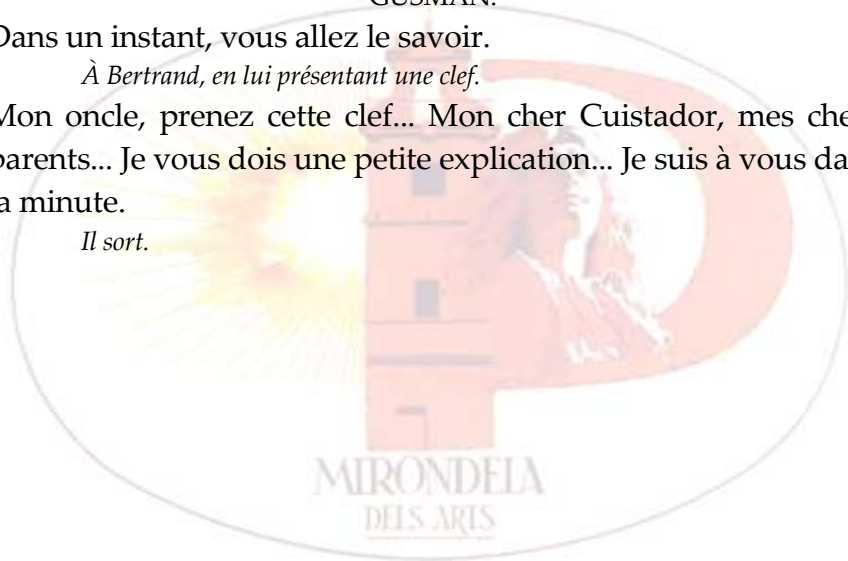 GUSMAN.
Dans un instant, vous allez le savoir.
À Bertrand, en lui présentant une clef.
Mon oncle, prenez cette clef... Mon cher Cuistador, mes che
parents... Je vous dois une petite explication... Je suis à vous da
a minute.
Il sort.
MIRONDELA
DELS ARTS